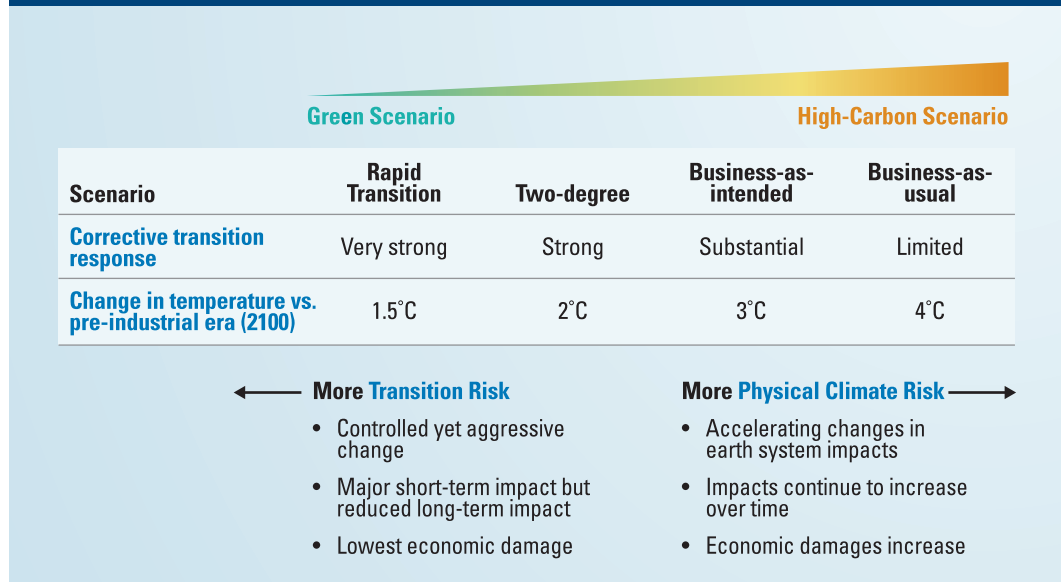 Green Scenario High-Carbon Scenario
Scenario Rapid Transition Two-degree Business-as-intended Business-as-usual
Corrective transition response Very strong Strong Substantial Limited
Change in temperature vs. pre-industrial era (2100) 1.5˚C 2˚C 3˚C 4˚C
More Transition Risk
• Controlled yet aggressive
change
• Major short-term impact but
reduced long-term impact
• Lowest economic damage
More Physical Climate Risk
• Accelerating changes in
earth system impacts
• Impacts continue to increase
over time
• Economic damages increase